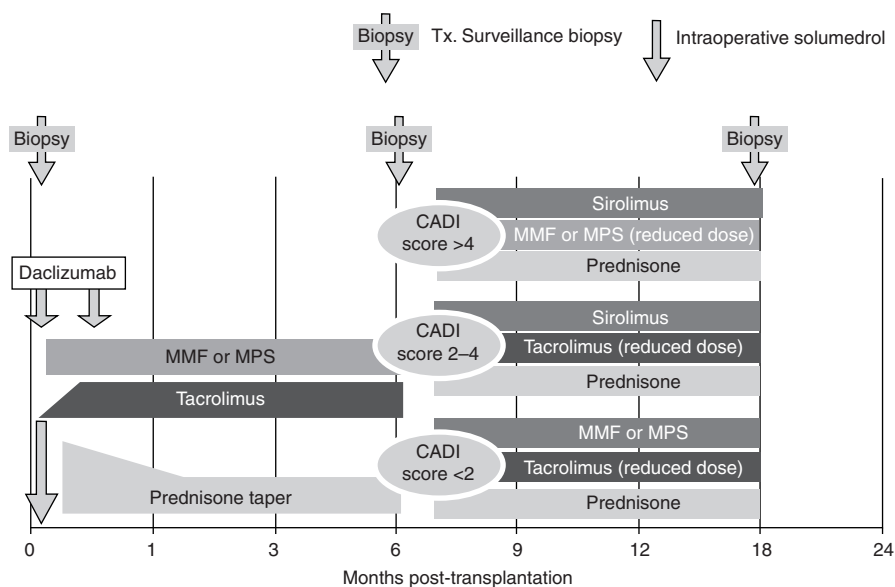 Biopsy
Tx. Surveillance biopsy
Intraoperative solumedrol
Biopsy
Biopsy
Biopsy
Daclizumab
MMF or MPS
Tacrolimus
Prednisone taper
CADI
score >4
Sirolimus
MMF or MPS (reduced dose)
Prednisone
CADI
score 2–4
Sirolimus
Tacrolimus (reduced dose)
Prednisone
CADI
score <2
MMF or MPS
Tacrolimus (reduced dose)
Prednisone
0 1 3 6 9 12 18 24
Months post-transplantation